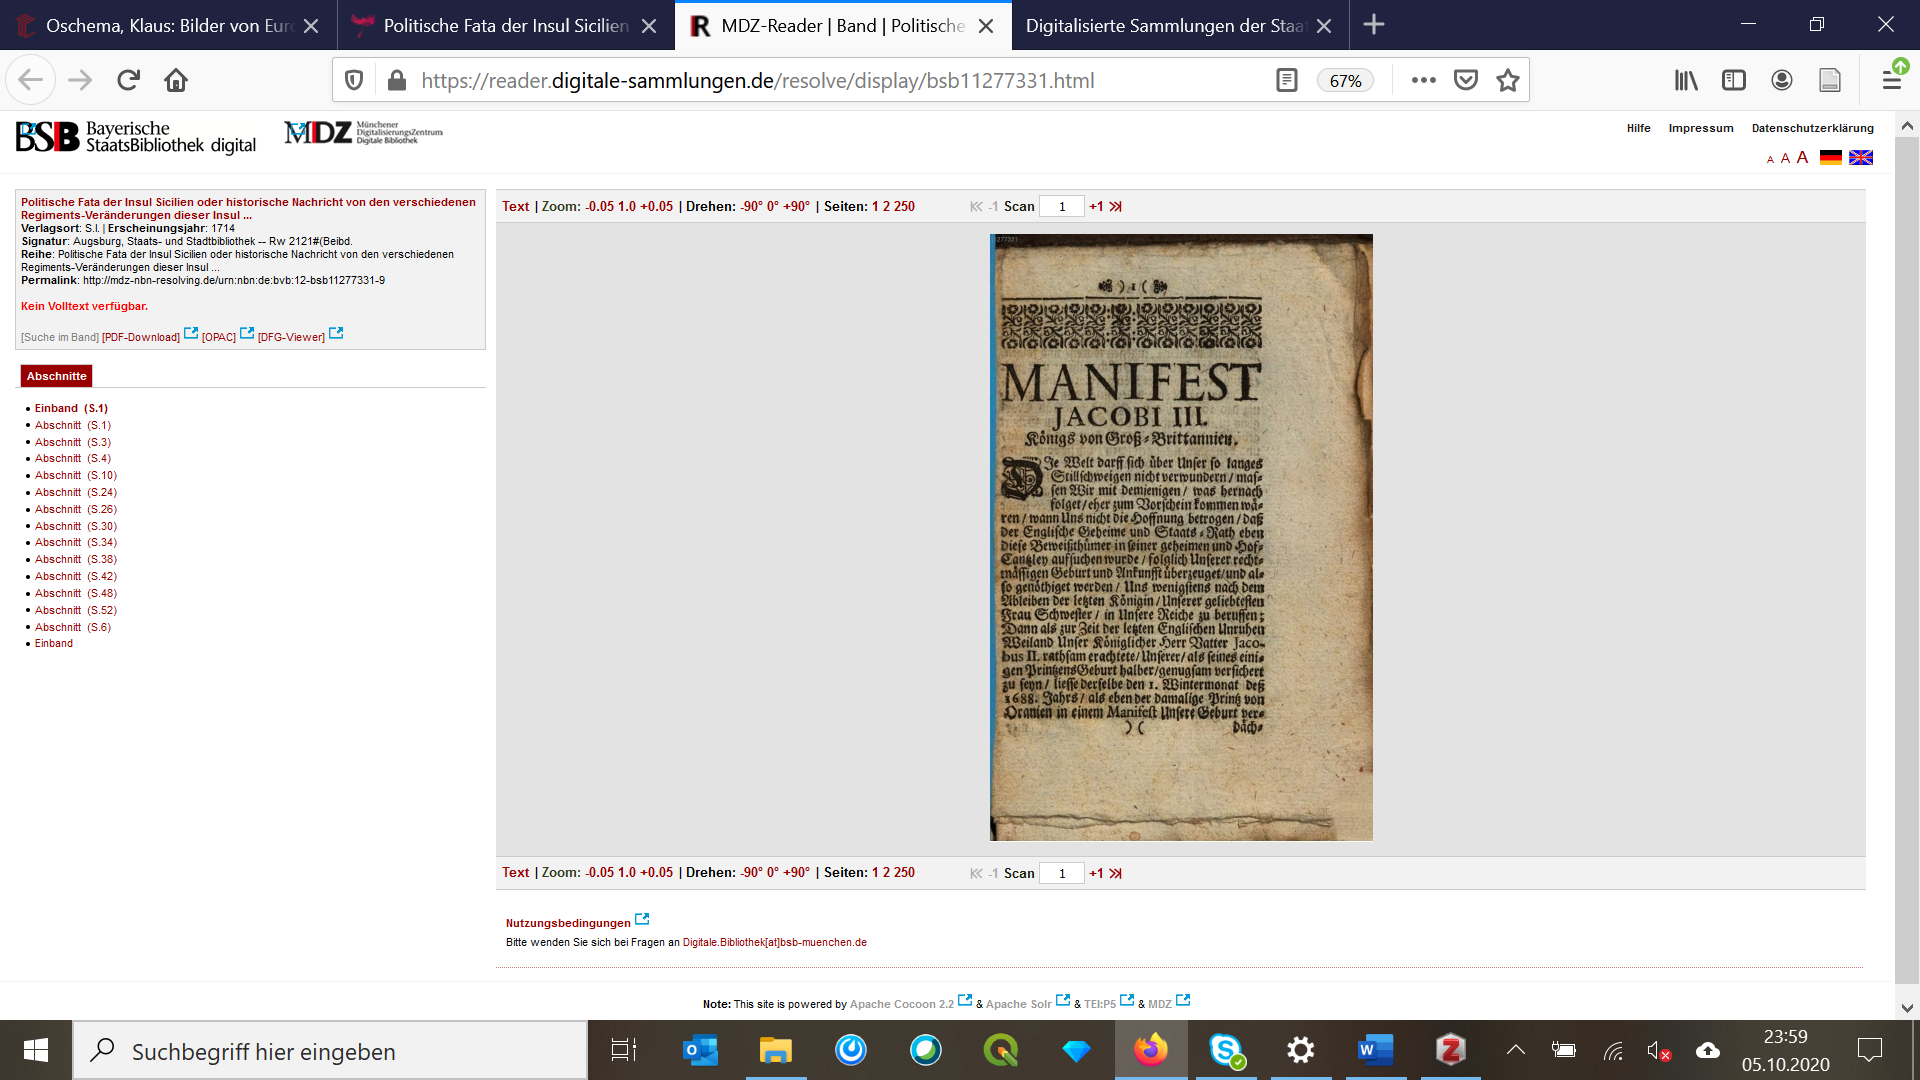 Oschema, Klaus: Bilder von Eur
Politische Fata der Insul Sicilien
MDZ-Reader | Band | Politische
Digitalisierte Sammlungen der Staat
https://reader.digitale-sammlungen.de/resolve/display/bsb11277331.html
67%
BSB Bayerische StaatsBibliothek digital
MDZ Münchener DigitalisierungsZentrum Digitale Bibliothek
Hilfe Impressum Datenschutzerklärung
A A A
Politische Fata der Insul Sicilien oder historische Nachricht von den verschiedenen
Regiments-Veränderungen dieser Insul ...
Verlagsort: S.l. | Erscheinungsjahr: 1714
Signatur: Augsburg, Staats- und Stadtbibliothek -- Rw 2121#(Beibd.
Reihe: Politische Fata der Insul Sicilien oder historische Nachricht von den verschiedenen
Regiments-Veränderungen dieser Insul ...
Permalink: http://mdz-nbn-resolving.de/urn:nbn:de:bvb:12-bsb11277331-9
Kein Volltext verfügbar.
[Suche im Band] [PDF-Download] [OPAC] [DFG-Viewer]
Abschnitte
Einband (S.1)
Abschnitt (S.1)
Abschnitt (S.3)
Abschnitt (S.4)
Abschnitt (S.10)
Abschnitt (S.24)
Abschnitt (S.26)
Abschnitt (S.30)
Abschnitt (S.34)
Abschnitt (S.38)
Abschnitt (S.42)
Abschnitt (S.48)
Abschnitt (S.52)
Abschnitt (S.6)
Einband
Text | Zoom: -0.05 1.0 +0.05 | Drehen: -90° 0° +90° | Seiten: 1 2 250
-1 Scan 1 +1
) 1 (
MANIFEST
JACOBI III.
Königs von Groß-Brittannien.
DIe Welt darff sich über Unser so langes
Stillschweigen nicht verwundern / mas-
sen Wir mit demjenigen / was hernach
folget / eher zum Vorschein kommen wä-
ren / wann Uns nicht die Hoffnung betrogen / daß
der Englische Geheime und Staats-Rath eben
diese Beweißthümer in seiner geheimen und Hof-
Cantzley aufsuchen wurde / folglich Unserer recht-
mässigen Geburt und Ankunfft überzeuget / und al-
so genöthiget werden / Uns wenigstens nach dem
Ableiben der letzten Königin / Unserer geliebtesten
Frau Schwester / in Unsere Reiche zu beruffen;
Dann als zur Zeit der letzten Englischen Unruhen
Weiland Unser Königlicher Herr Vatter Jaco-
bus II. rathsam erachtete / Unserer / als seines eini-
gen Printzens Geburt halber / genugsam versichert
zu seyn / liesse derselbe den 1. Wintermonat deß
1688. Jahrs / als eben der damalige Printz von
Oranien in einem Manifest Unsere Geburt ver-
)( däch-
Text | Zoom: -0.05 1.0 +0.05 | Drehen: -90° 0° +90° | Seiten: 1 2 250
-1 Scan 1 +1
Nutzungsbedingungen
Bitte wenden Sie sich bei Fragen an Digitale.Bibliothek[at]bsb-muenchen.de
Note: This site is powered by Apache Cocoon 2.2 & Apache Solr & TEI:P5 & MDZ
Suchbegriff hier eingeben
23:59
05.10.2020